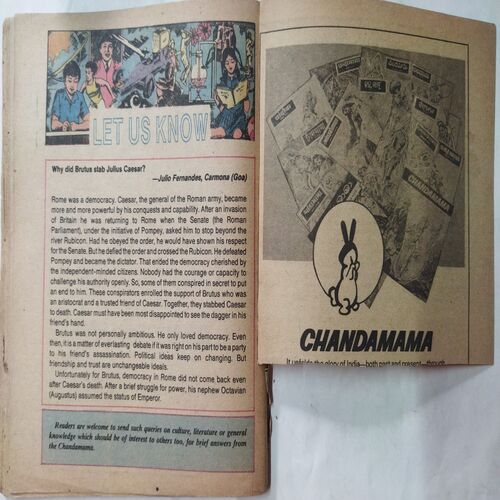 LET US KNOW
Why did Brutus stab Julius Caesar?
—Julio Fernandes, Carmona (Goa)
Rome was a democracy. Caesar, the general of the Roman army, became
more and more powerful by his conquests and capability. After an invasion
of Britain he was returning to Rome when the Senate (the Roman
Parliament), under the initiative of Pompey, asked him to stop beyond the
river Rubicon. Had he obeyed the order, he would have shown his respect
for the Senate. But he defied the order and crossed the Rubicon. He defeated
Pompey and became the dictator. That ended the democracy cherished by
the independent-minded citizens. Nobody had the courage or capacity to
challenge his authority openly. So, some of them conspired in secret to put
an end to him. These conspirators enrolled the support of Brutus who was
an aristocrat and a trusted friend of Caesar. Together, they stabbed Caesar
to death. Caesar must have been most disappointed to see the dagger in his
friend's hand.
Brutus was not personally ambitious. He only loved democracy. Even
then, it is a matter of everlasting debate if it was right on his part to be a party
to his friend's assassination. Political ideas keep on changing. But
friendship and trust are unchangeable ideals.
Unfortunately for Brutus, democracy in Rome did not come back even
after Caesar's death. After a brief struggle for power, his nephew Octavian
(Augustus) assumed the status of Emperor.
Readers are welcome to send such queries on culture, literature or general
knowledge which should be of interest to others too, for brief answers from
the Chandamama.
CHANDAMAMA
CHANDAMAMA
It unfolds the glory of India—both past and present—through